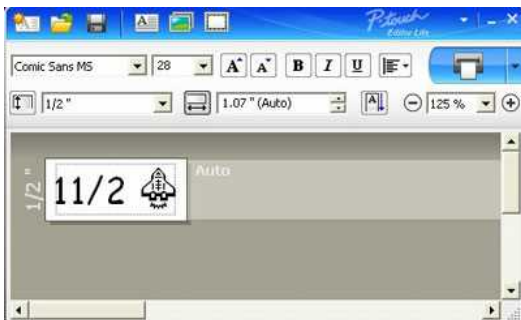 P-touch
Editor Lite
Comic Sans MS 28 A A B I U
1/2 " 1.07 " (Auto) A 125 %
1/2 "
11/2
Auto